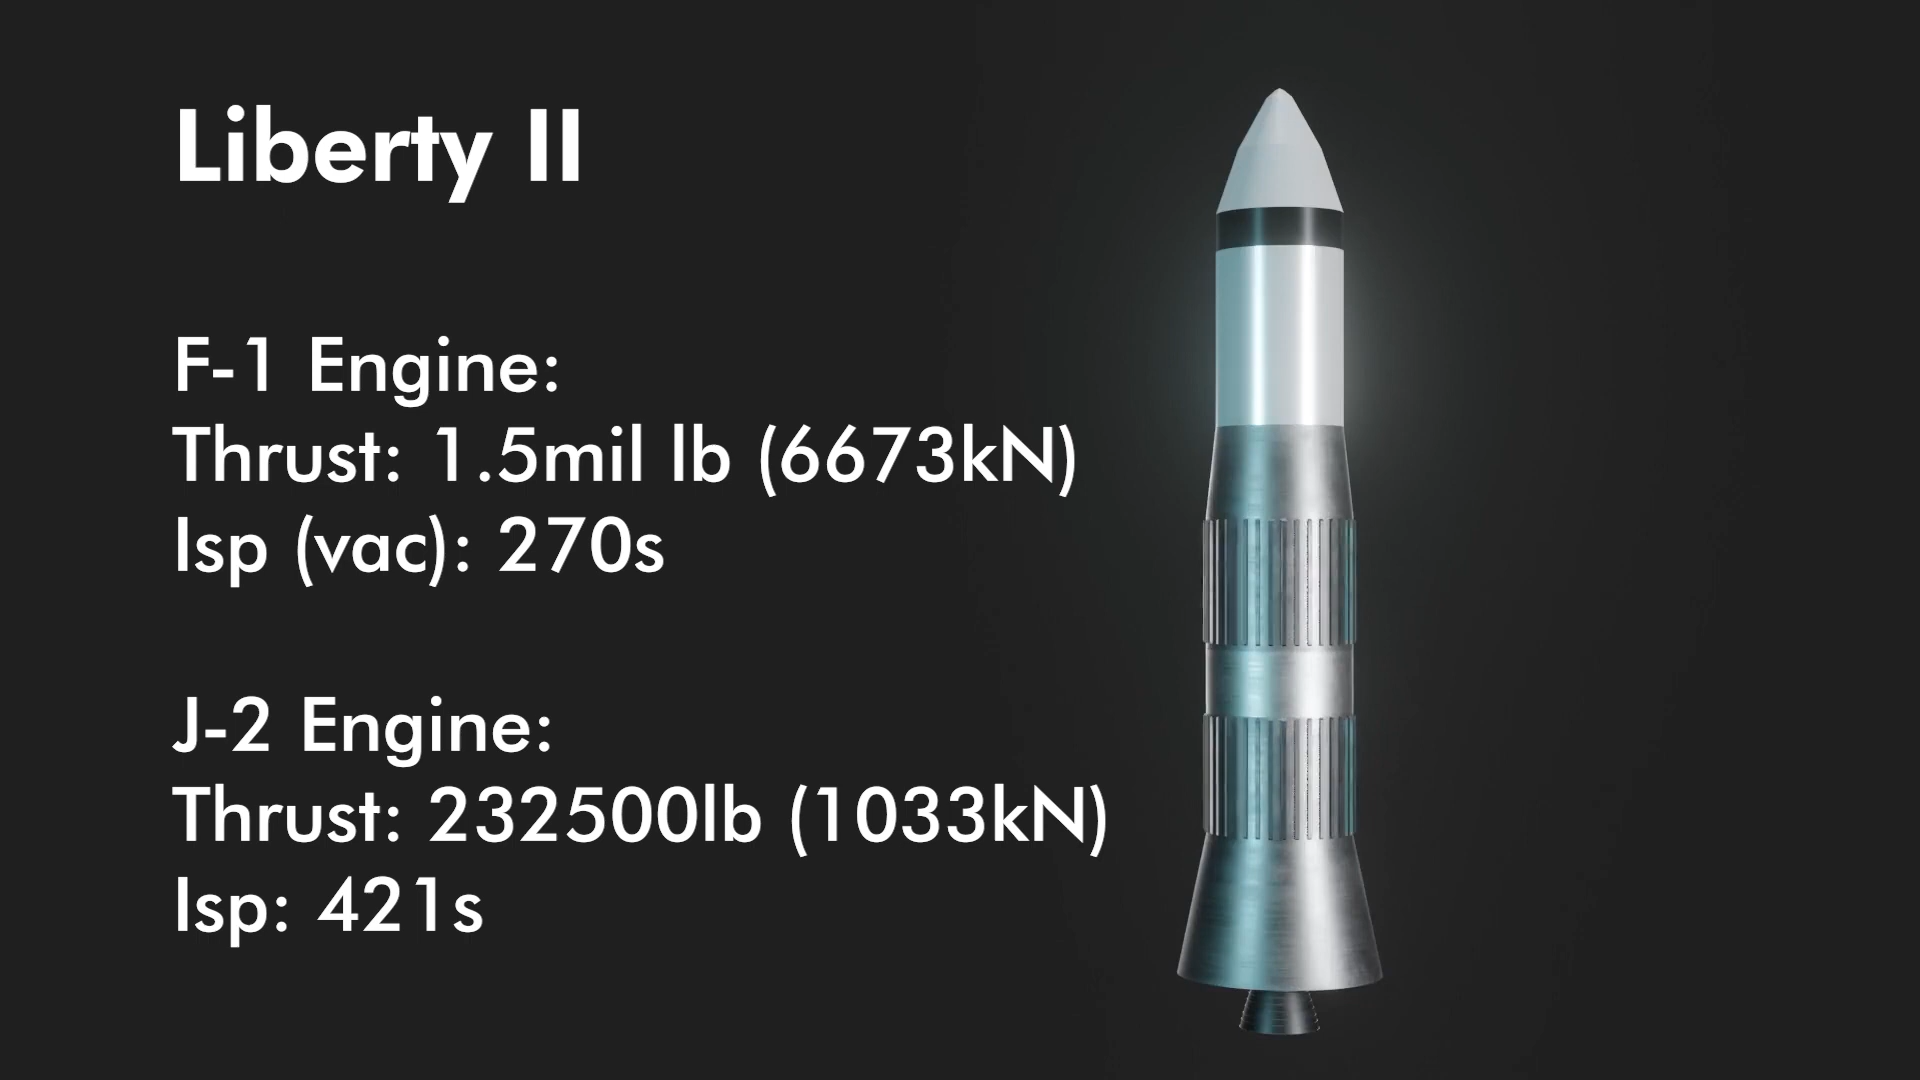 Liberty II
F-1 Engine:
Thrust: 1.5mil lb (6673kN)
Isp (vac): 270s
J-2 Engine:
Thrust: 232500lb (1033kN)
Isp: 421s